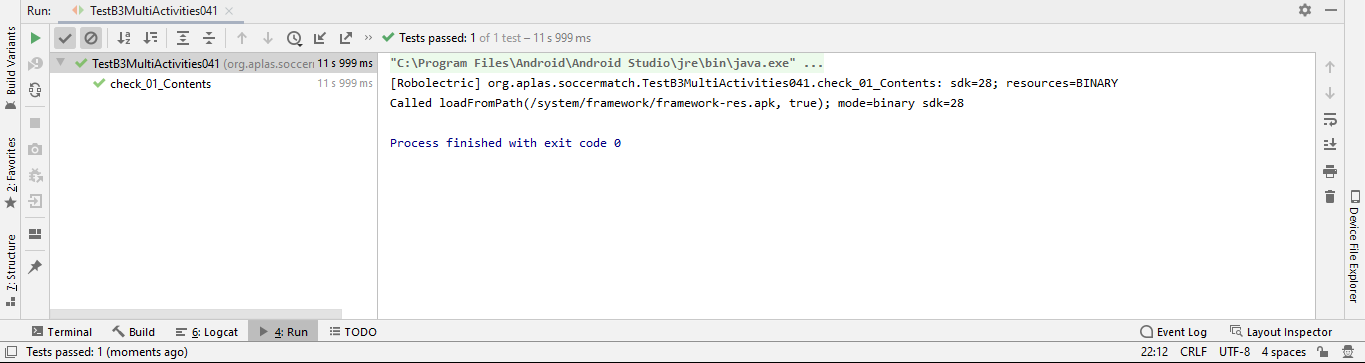 Run: TestB3MultiActivities041
Tests passed: 1 of 1 test – 11 s 999 ms
TestB3MultiActivities041 (org.aplas.soccerm 11 s 999 ms
check_01_Contents 11 s 999 ms
"C:\Program Files\Android\Android Studio\jre\bin\java.exe" ...
[Robolectric] org.aplas.soccermatch.TestB3MultiActivities041.check_01_Contents: sdk=28; resources=BINARY
Called loadFromPath(/system/framework/framework-res.apk, true); mode=binary sdk=28
Process finished with exit code 0
Build Variants
2: Favorites
7: Structure
Device File Explorer
Terminal Build 6: Logcat 4: Run TODO Event Log Layout Inspector
Tests passed: 1 (moments ago) 22:12 CRLF UTF-8 4 spaces